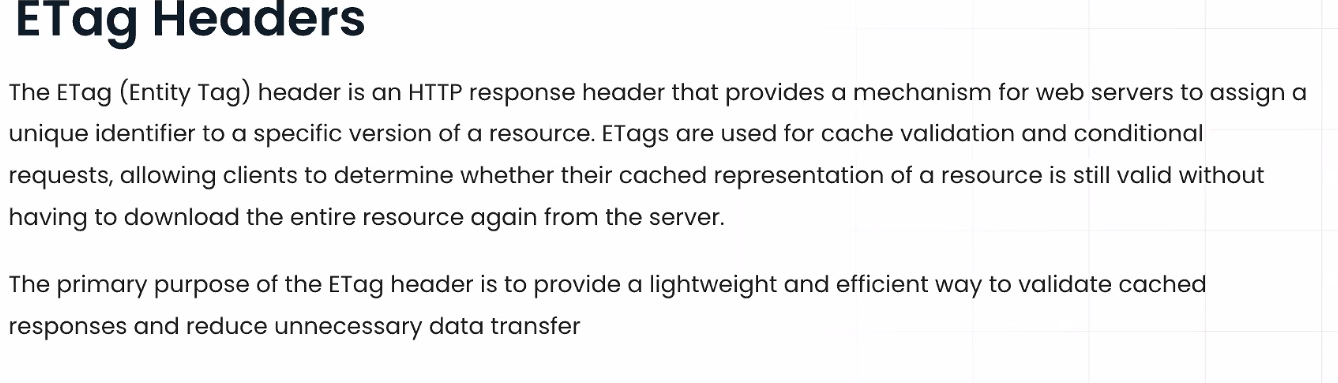 ETag Headers
The ETag (Entity Tag) header is an HTTP response header that provides a mechanism for web servers to assign a
unique identifier to a specific version of a resource. ETags are used for cache validation and conditional
requests, allowing clients to determine whether their cached representation of a resource is still valid without
having to download the entire resource again from the server.
The primary purpose of the ETag header is to provide a lightweight and efficient way to validate cached
responses and reduce unnecessary data transfer